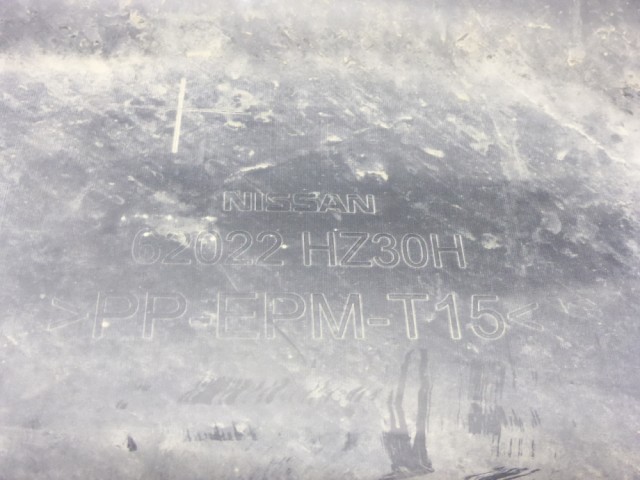 NISSAN
62022 HZ30H
>PP-EPM-T15<